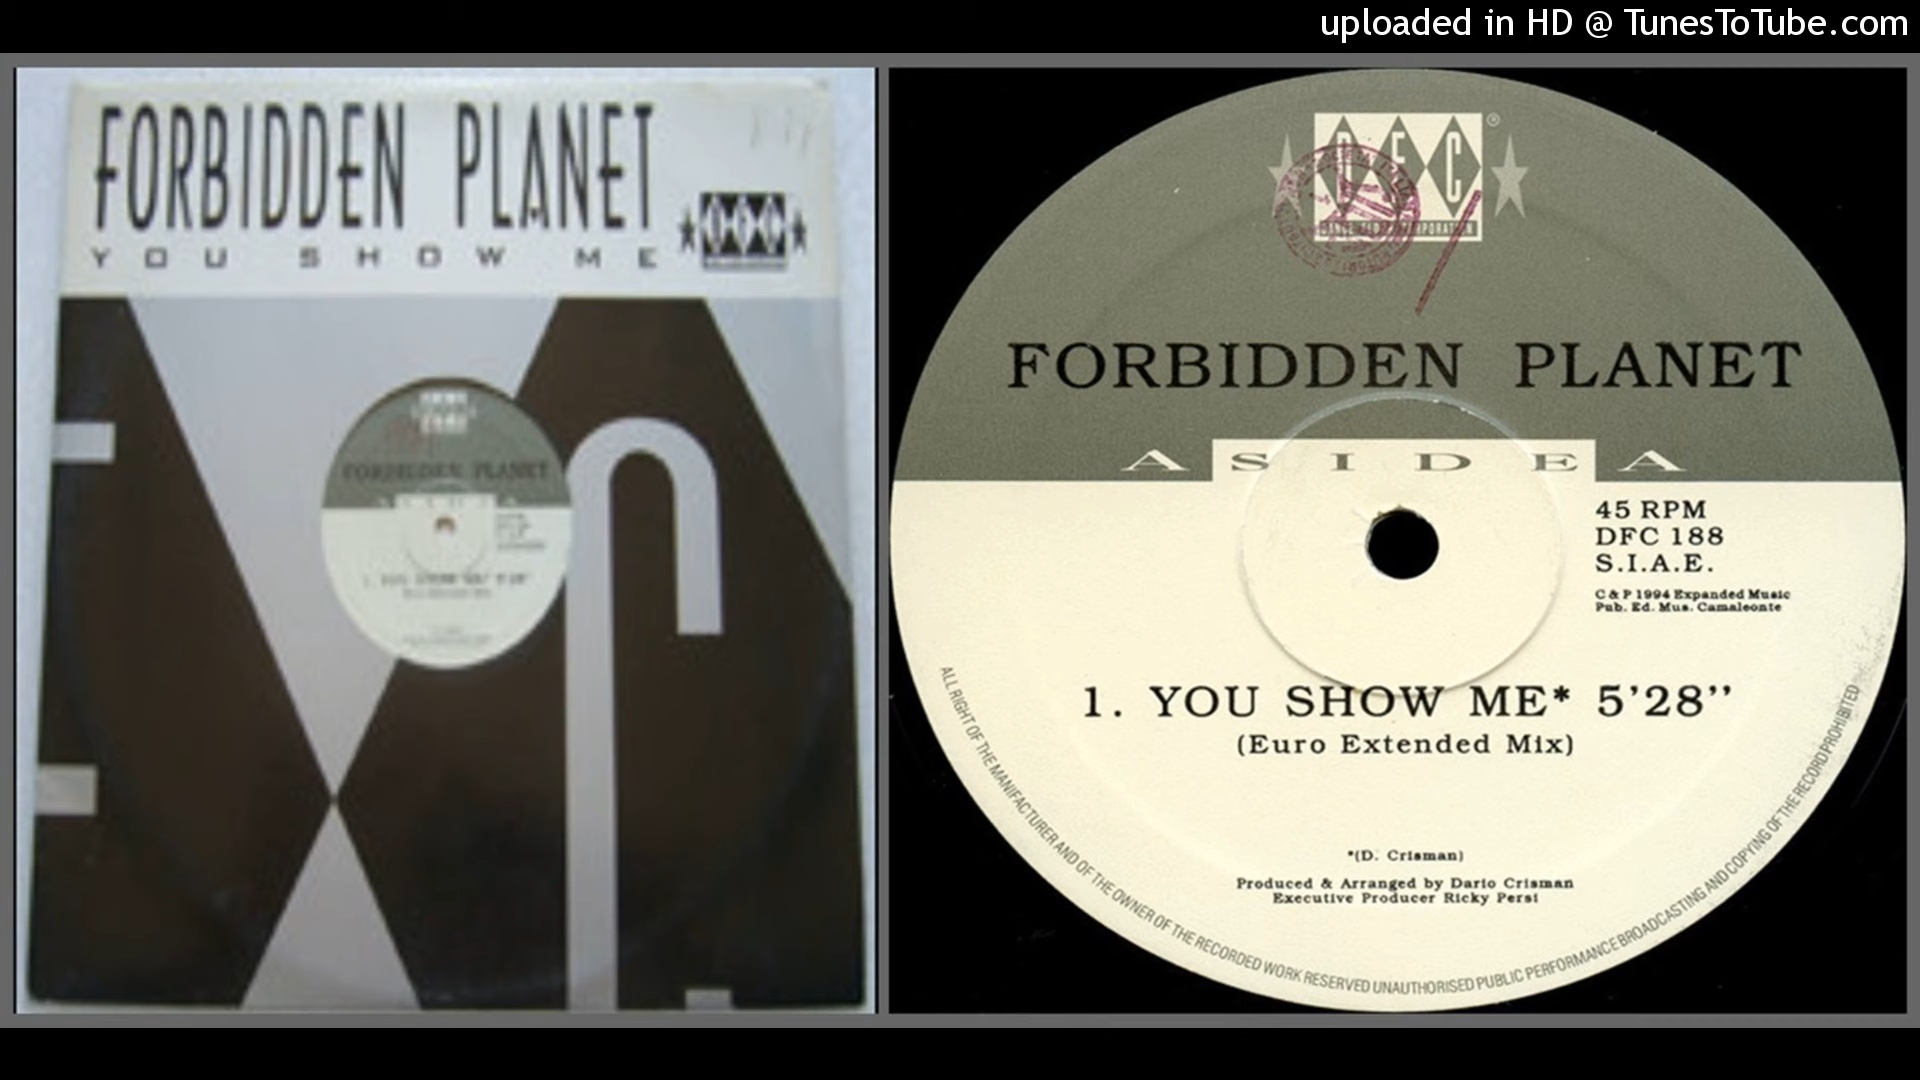 uploaded in HD @ TunesToTube.com
FORBIDDEN PLANET
YOU SHOW ME
DFC
FORBIDDEN PLANET
DFC
FORBIDDEN PLANET
A SIDE A
45 RPM
DFC 188
S.I.A.E.
C & P 1994 Expanded Music
Pub. Ed. Mus. Camaleonte
1. YOU SHOW ME* 5'28''
(Euro Extended Mix)
*(D. Crisman)
Produced & Arranged by Dario Crisman
Executive Producer Ricky Persi
ALL RIGHT OF THE MANIFACTURER AND OF THE OWNER OF THE RECORDED WORK RESERVED UNAUTHORISED PUBLIC PERFORMANCE BROADCASTING AND COPYING OF THE RECORD PROHIBITED